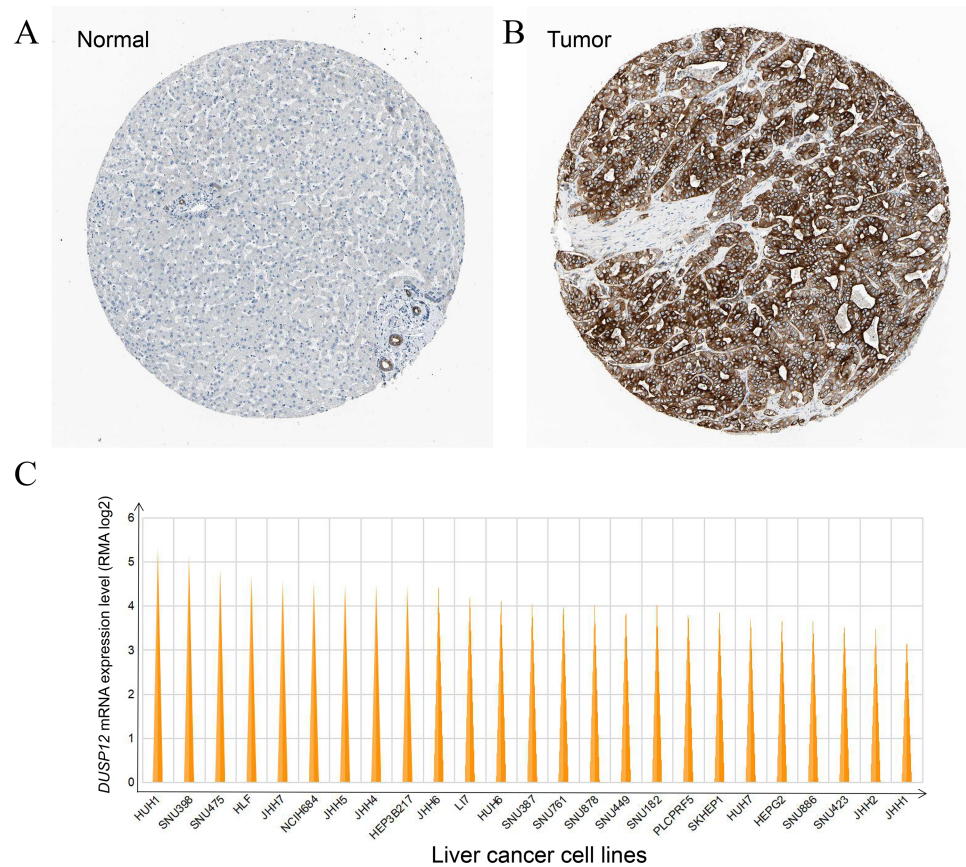 A
Normal
B
Tumor
C
DUSP12 mRNA expression level (RMA log2)
6
5
4
3
2
1
0
HUH1
SNU398
SNU475
HLF
JHH7
NCIH684
JHH5
JHH4
HEP3B217
JHH6
LI7
HUH6
SNU387
SNU761
SNU878
SNU449
SNU182
PLCPRF5
SKHEP1
HUH7
HEPG2
SNU886
SNU423
JHH2
JHH1
Liver cancer cell lines